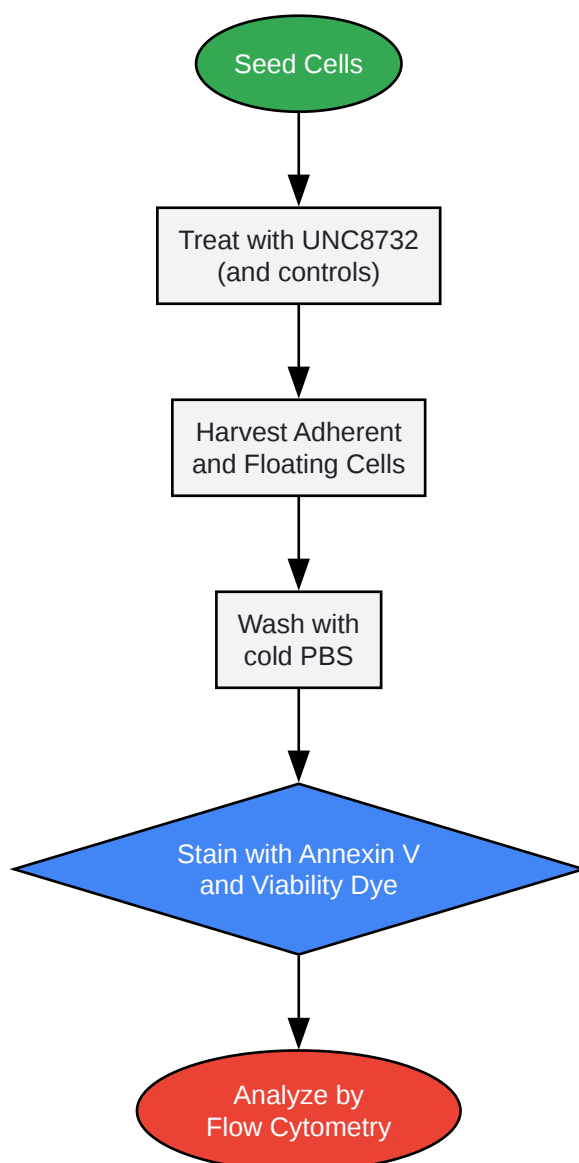 Seed Cells
Treat with UNC8732
(and controls)
Harvest Adherent
and Floating Cells
Wash with
cold PBS
Stain with Annexin V
and Viability Dye
Analyze by
Flow Cytometry